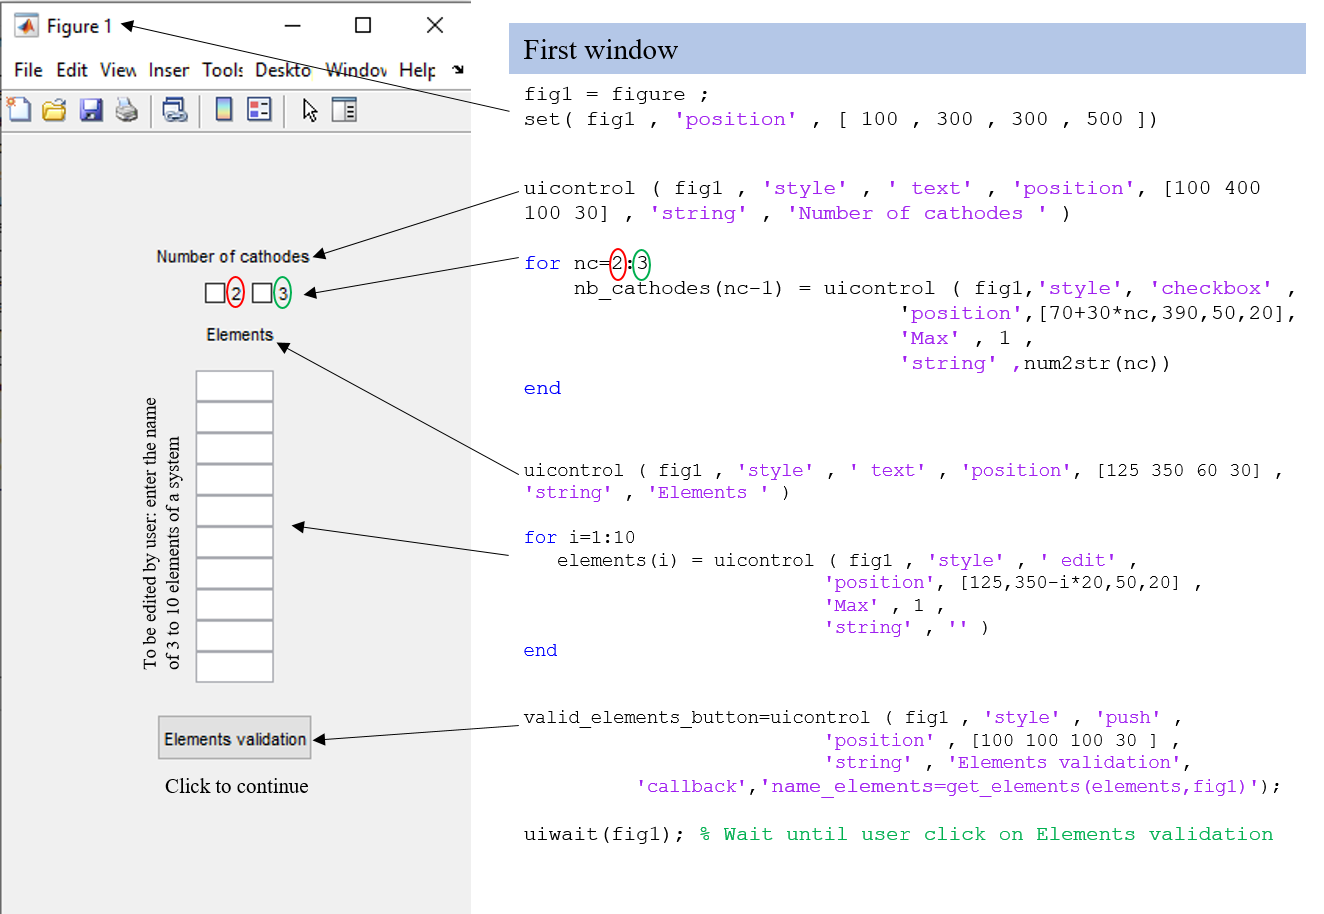 Figure 1
File Edit View Inser Tools Deskto Window Help
Number of cathodes
2 3
Elements
To be edited by user: enter the name
of 3 to 10 elements of a system
Elements validation
Click to continue
First window
fig1 = figure ;
set( fig1 , 'position' , [ 100 , 300 , 300 , 500 ])
uicontrol ( fig1 , 'style' , ' text' , 'position', [100 400
100 30] , 'string' , 'Number of cathodes ' )
for nc=2:3
nb_cathodes(nc-1) = uicontrol ( fig1,'style', 'checkbox' ,
'position',[70+30*nc,390,50,20],
'Max' , 1 ,
'string' ,num2str(nc))
end
uicontrol ( fig1 , 'style' , ' text' , 'position', [125 350 60 30] ,
'string' , 'Elements ' )
for i=1:10
elements(i) = uicontrol ( fig1 , 'style' , ' edit' ,
'position', [125,350-i*20,50,20] ,
'Max' , 1 ,
'string' , '' )
end
valid_elements_button=uicontrol ( fig1 , 'style' , 'push' ,
'position' , [100 100 100 30 ] ,
'string' , 'Elements validation',
'callback','name_elements=get_elements(elements,fig1)');
uiwait(fig1); % Wait until user click on Elements validation